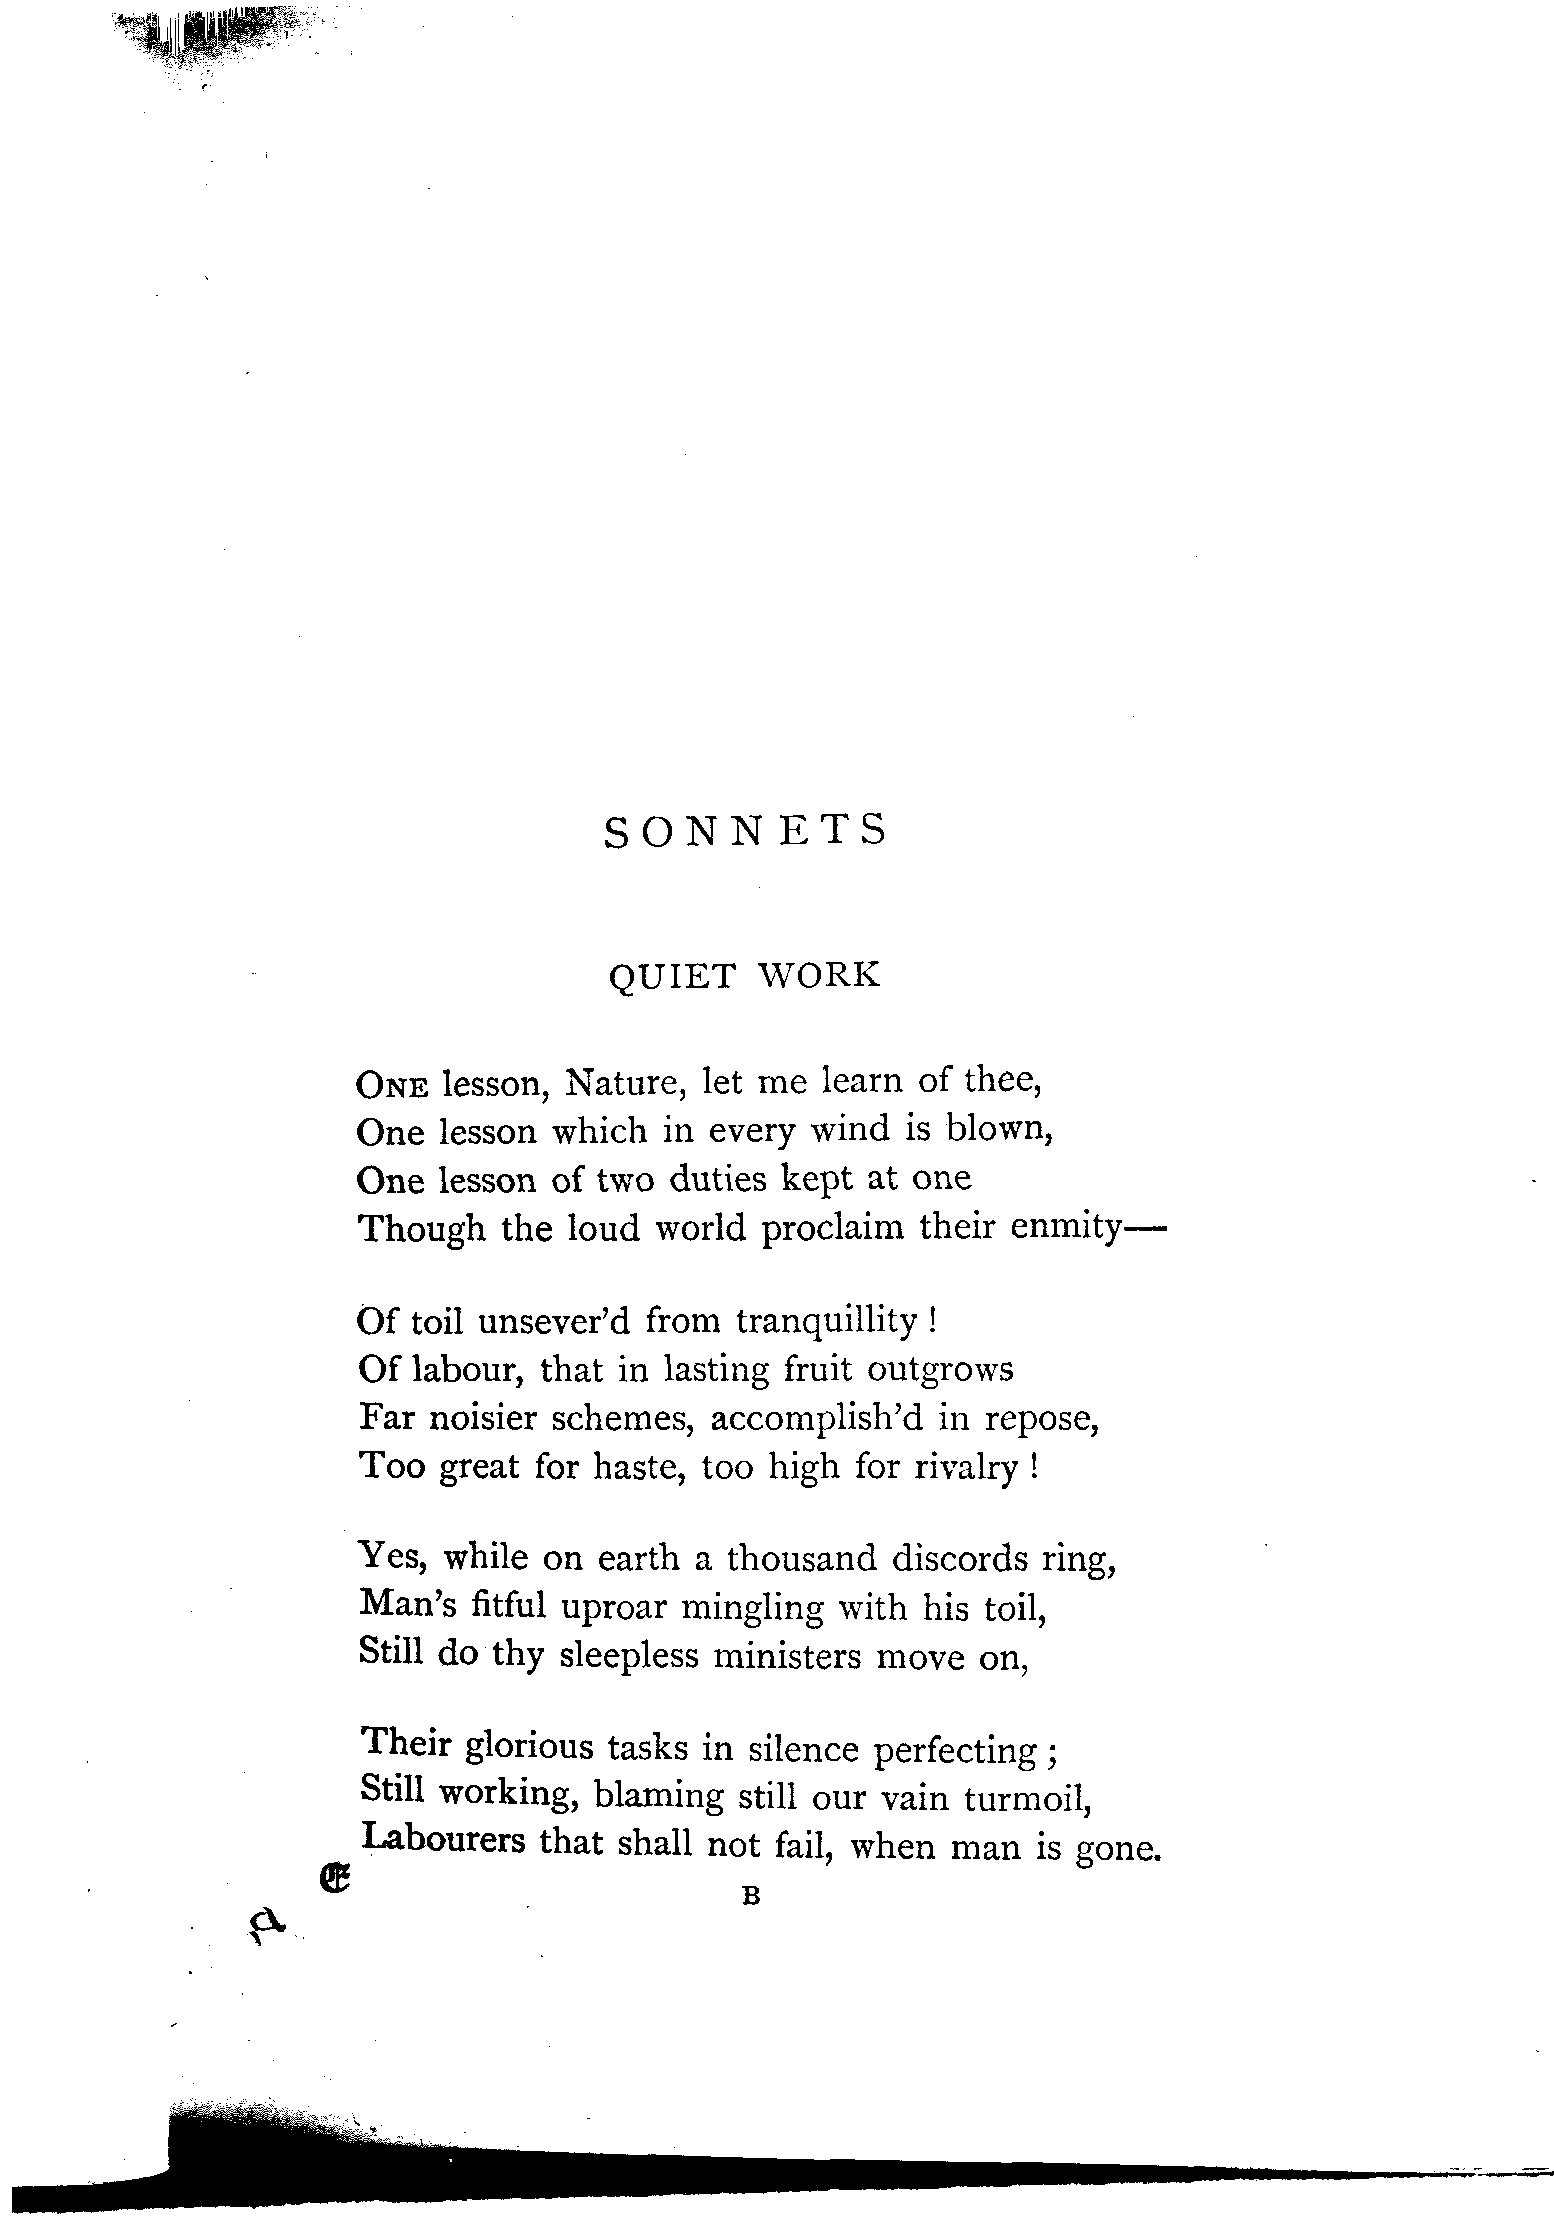 SONNETS
QUIET WORK
ONE lesson, Nature, let me learn of thee,
One lesson which in every wind is blown,
One lesson of two duties kept at one
Though the loud world proclaim their enmity—
Of toil unsever'd from tranquillity !
Of labour, that in lasting fruit outgrows
Far noisier schemes, accomplish'd in repose,
Too great for haste, too high for rivalry !
Yes, while on earth a thousand discords ring,
Man's fitful uproar mingling with his toil,
Still do thy sleepless ministers move on,
Their glorious tasks in silence perfecting ;
Still working, blaming still our vain turmoil,
Labourers that shall not fail, when man is gone.
B